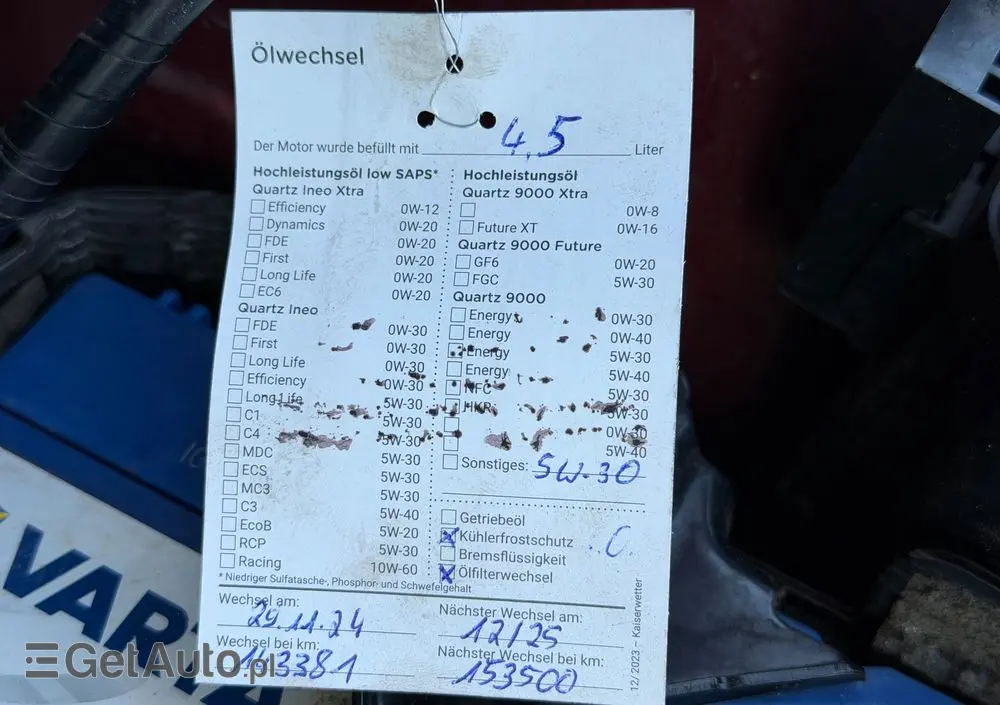 Ölwechsel
Der Motor wurde befüllt mit 4,5 Liter
Hochleistungsöl low SAPS*
Quartz Ineo Xtra
Efficiency 0W-12
Dynamics 0W-20
FDE 0W-20
First 0W-20
Long Life 0W-20
EC6 0W-20
Quartz Ineo
FDE 0W-30
First 0W-30
Long Life 0W-30
Efficiency 0W-30
Long Life 5W-30
C1 5W-30
C4 5W-30
MDC 5W-30
ECS 5W-30
MC3 5W-30
C3 5W-40
EcoB 5W-20
RCP 5W-30
Racing 10W-60
* Niedriger Sulfatasche-, Phosphor- und Schwefelgehalt
Hochleistungsöl
Quartz 9000 Xtra
0W-8
Future XT 0W-16
Quartz 9000 Future
GF6 0W-20
FGC 5W-30
Quartz 9000
Energy 0W-30
Energy 0W-40
Energy 5W-30
Energy 5W-40
NFC 5W-30
HKR 5W-30
0W-30
5W-40
Sonstiges: 5W-30
Getriebeöl
Kühlerfrostschutz
Bremsflüssigkeit
Ölfilterwechsel
Wechsel am: 29.11.24
Nächster Wechsel am: 12/25
Wechsel bei km: 143381
Nächster Wechsel bei km: 153500
12/2023 – Kaiserwetter
VARTA
GetAuto.pl